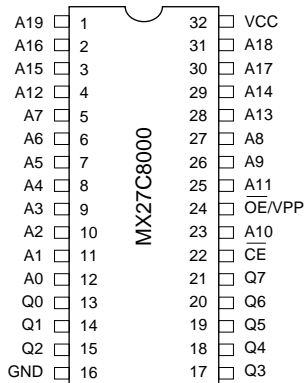 A19 1 32 VCC
A16 2 31 A18
A15 3 30 A17
A12 4 29 A14
A7 5 28 A13
A6 6 27 A8
A5 7 26 A9
A4 8 25 A11
A3 9 24 OE/VPP
A2 10 23 A10
A1 11 22 CE
A0 12 21 Q7
Q0 13 20 Q6
Q1 14 19 Q5
Q2 15 18 Q4
GND 16 17 Q3
MX27C8000